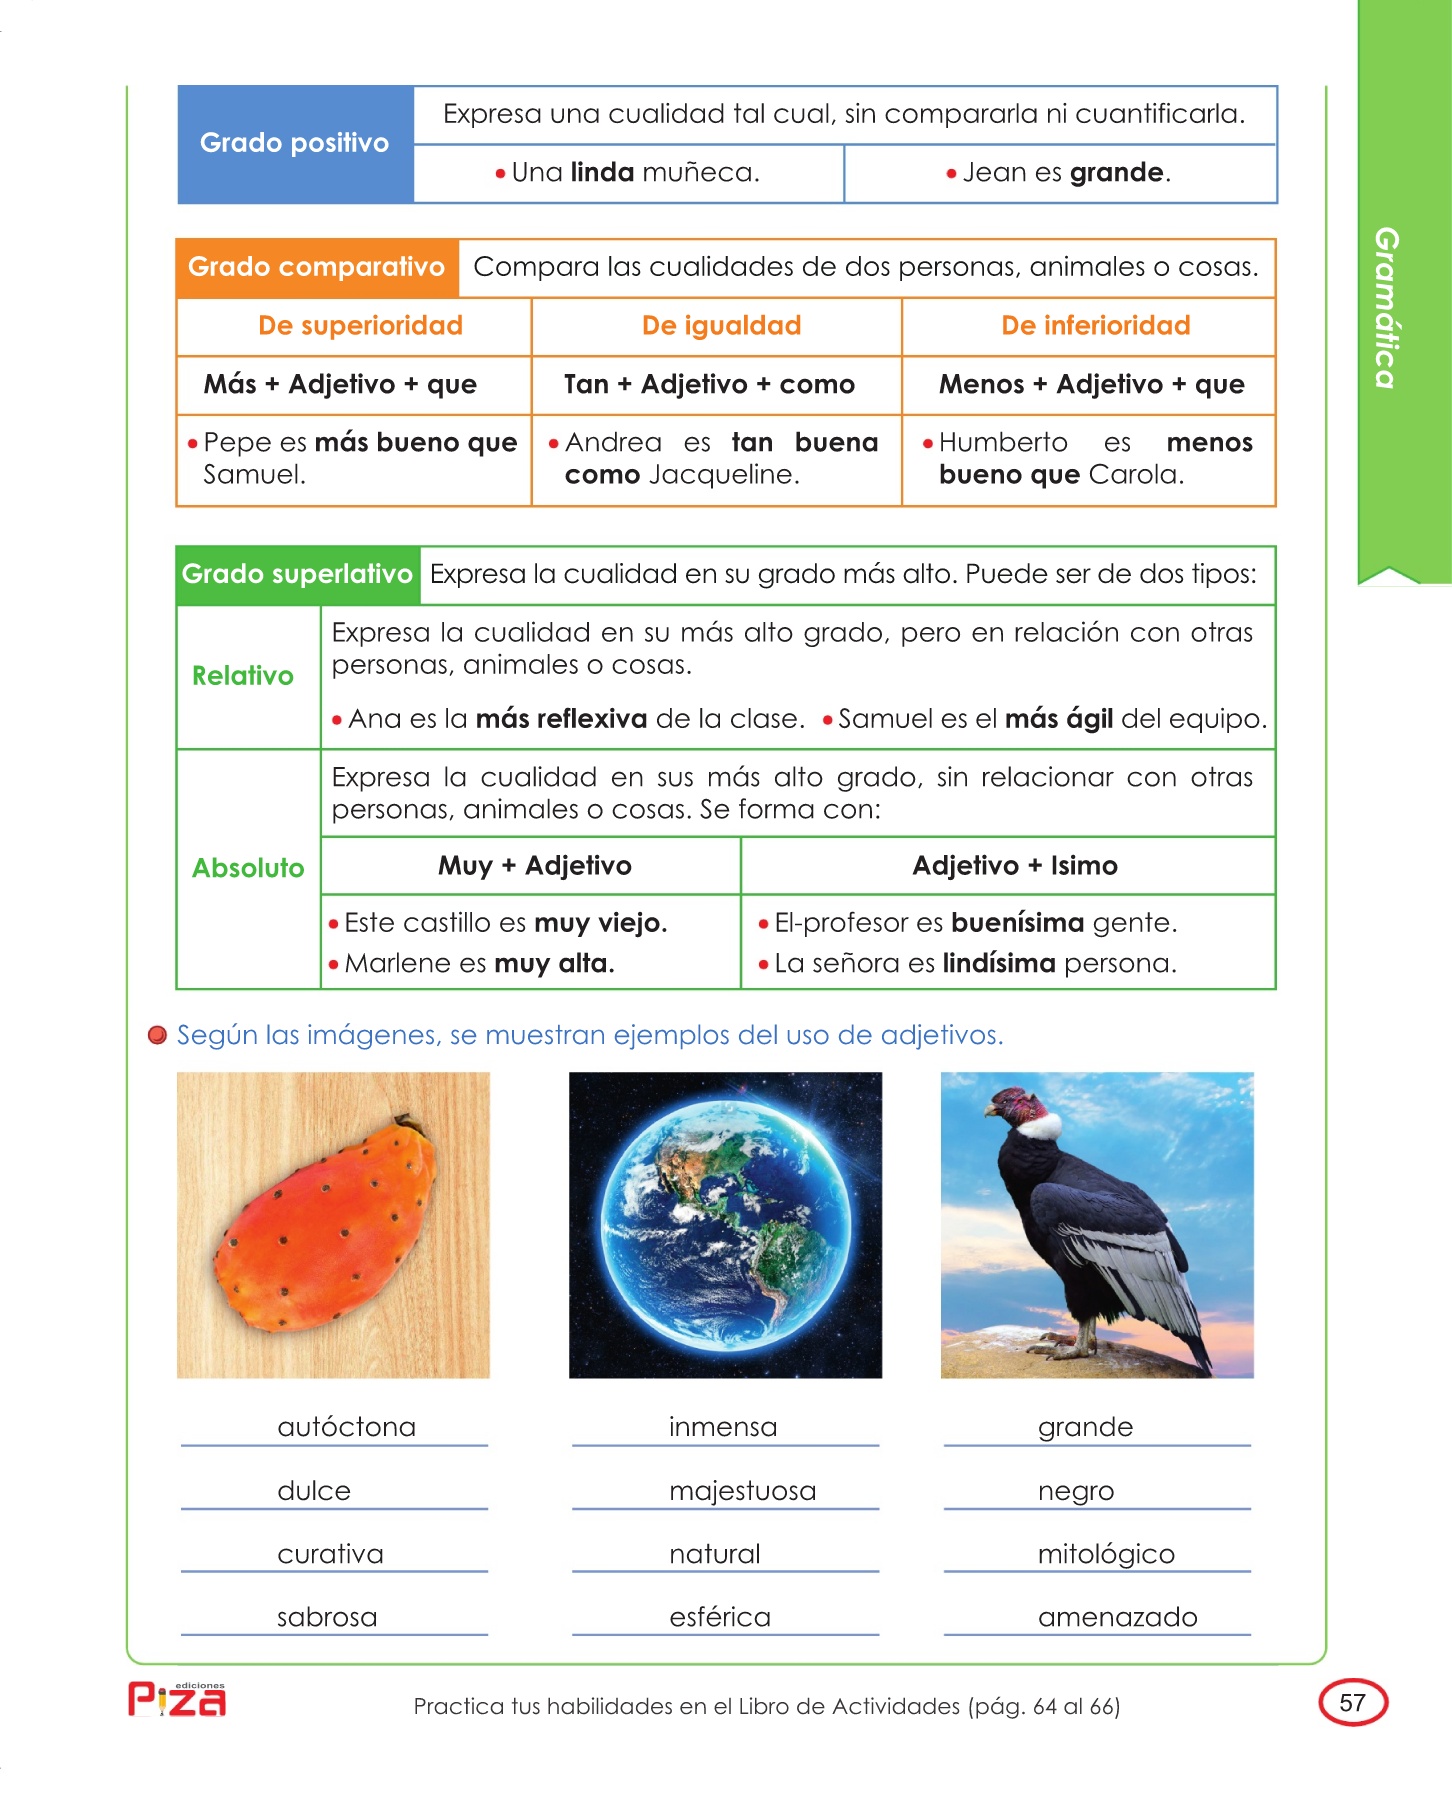 Grado positivo
Expresa una cualidad tal cual, sin compararla ni cuantificarla.
• Una linda muñeca.
• Jean es grande.
Gramática
Grado comparativo
Compara las cualidades de dos personas, animales o cosas.
De superioridad
De igualdad
De inferioridad
Más + Adjetivo + que
Tan + Adjetivo + como
Menos + Adjetivo + que
• Pepe es más bueno que
Samuel.
• Andrea es tan buena
como Jacqueline.
• Humberto es menos
bueno que Carola.
Grado superlativo
Expresa la cualidad en su grado más alto. Puede ser de dos tipos:
Relativo
Expresa la cualidad en su más alto grado, pero en relación con otras
personas, animales o cosas.
• Ana es la más reflexiva de la clase. • Samuel es el más ágil del equipo.
Absoluto
Expresa la cualidad en sus más alto grado, sin relacionar con otras
personas, animales o cosas. Se forma con:
Muy + Adjetivo
Adjetivo + Isimo
• Este castillo es muy viejo.
• Marlene es muy alta.
• El-profesor es buenísima gente.
• La señora es lindísima persona.
Según las imágenes, se muestran ejemplos del uso de adjetivos.
autóctona
dulce
curativa
sabrosa
inmensa
majestuosa
natural
esférica
grande
negro
mitológico
amenazado
ediciones
Piza
Practica tus habilidades en el Libro de Actividades (pág. 64 al 66)
57